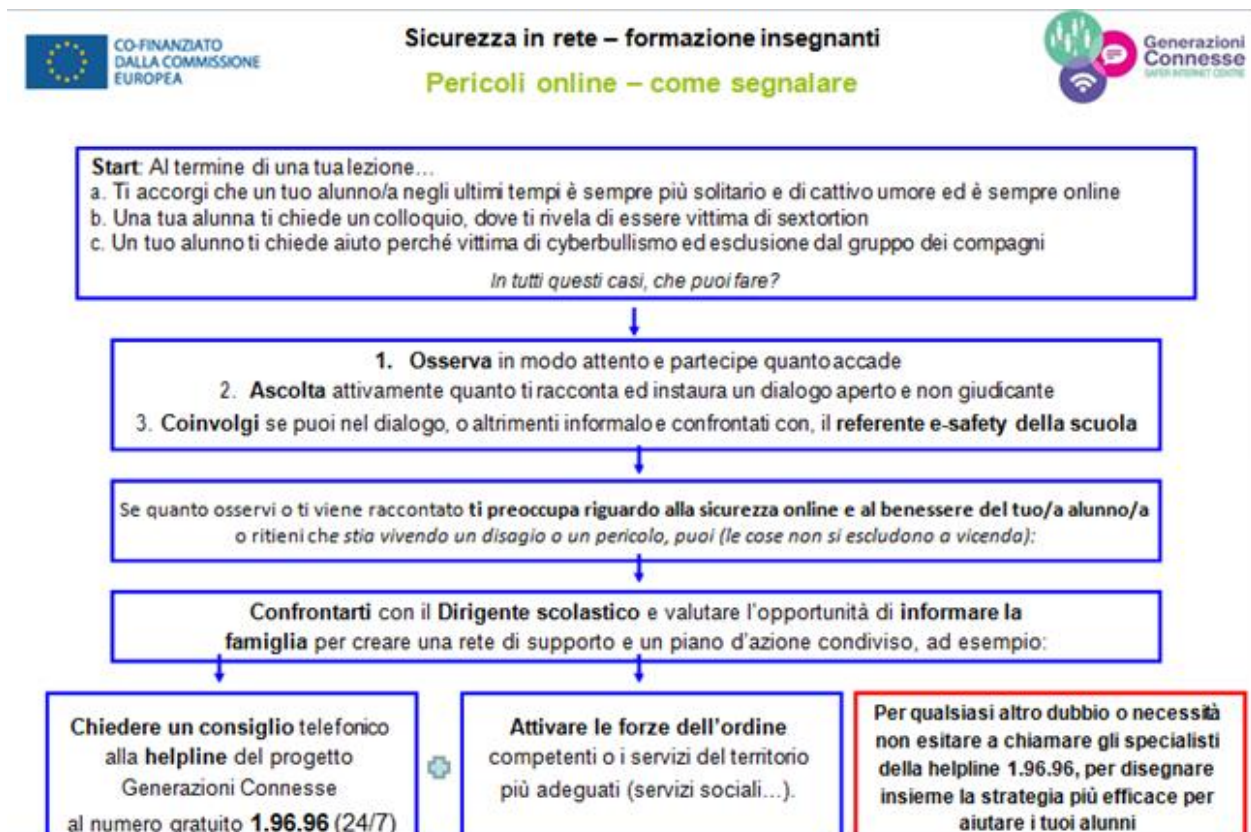 CO-FINANZIATO
DALLA COMMISSIONE
EUROPEA
Sicurezza in rete – formazione insegnanti
Pericoli online – come segnalare
Generazioni
Connesse
SAFER INTERNET CENTRE
Start: Al termine di una tua lezione…
a. Ti accorgi che un tuo alunno/a negli ultimi tempi è sempre più solitario e di cattivo umore ed è sempre online
b. Una tua alunna ti chiede un colloquio, dove ti rivela di essere vittima di sextortion
c. Un tuo alunno ti chiede aiuto perché vittima di cyberbullismo ed esclusione dal gruppo dei compagni
In tutti questi casi, che puoi fare?
1. Osserva in modo attento e partecipe quanto accade
2. Ascolta attivamente quanto ti racconta ed instaura un dialogo aperto e non giudicante
3. Coinvolgi se puoi nel dialogo, o altrimenti informalo e confrontati con, il referente e-safety della scuola
Se quanto osservi o ti viene raccontato ti preoccupa riguardo alla sicurezza online e al benessere del tuo/a alunno/a
o ritieni che stia vivendo un disagio o un pericolo, puoi (le cose non si escludono a vicenda):
Confrontarti con il Dirigente scolastico e valutare l'opportunità di informare la
famiglia per creare una rete di supporto e un piano d'azione condiviso, ad esempio:
Chiedere un consiglio telefonico
alla helpline del progetto
Generazioni Connesse
al numero gratuito 1.96.96 (24/7)
Attivare le forze dell'ordine
competenti o i servizi del territorio
più adeguati (servizi sociali…).
Per qualsiasi altro dubbio o necessità
non esitare a chiamare gli specialisti
della helpline 1.96.96, per disegnare
insieme la strategia più efficace per
aiutare i tuoi alunni